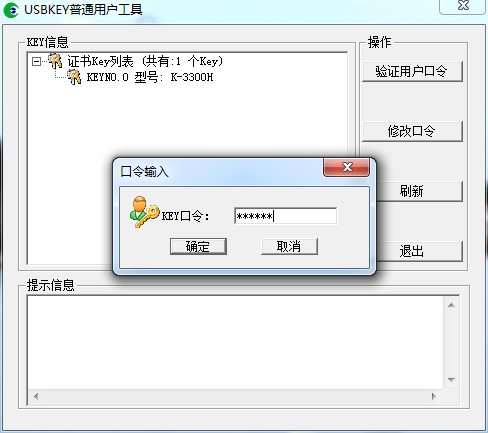 USBKEY普通用户工具
KEY信息
证书Key列表 (共有:1 个Key)
KEYNO.0 型号: K-3300H
操作
验证用户口令
修改口令
刷新
退出
口令输入
KEY口令:
******
确定
取消
提示信息